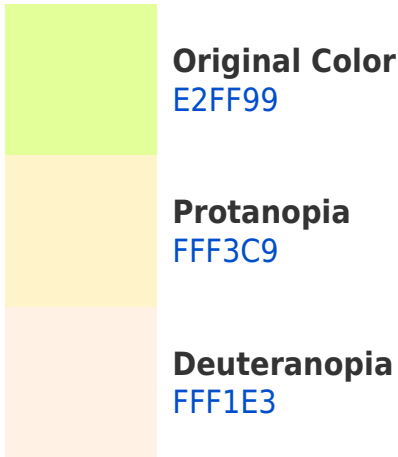 Original Color
E2FF99
Protanopia
FFF3C9
Deuteranopia
FFF1E3